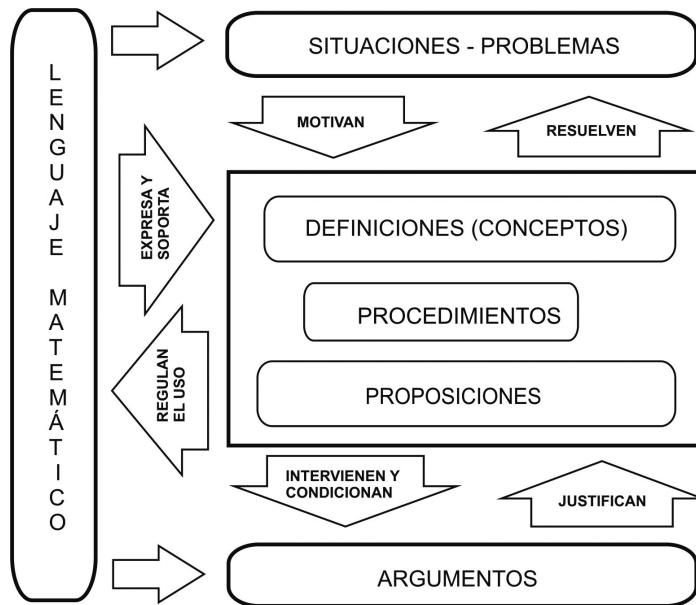 LENGUAJE MATEMÁTICO
SITUACIONES - PROBLEMAS
MOTIVAN
RESUELVEN
EXPRESA Y
SOPORTA
DEFINICIONES (CONCEPTOS)
PROCEDIMIENTOS
PROPOSICIONES
REGULAN
EL USO
INTERVIENEN Y
CONDICIONAN
JUSTIFICAN
ARGUMENTOS